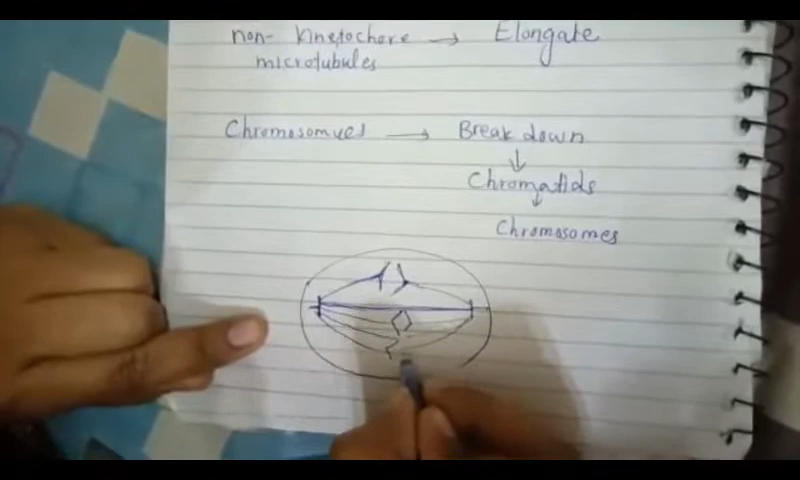 non- kinetochore → Elongate
microtubules
Chromosomes → Break down
↓
Chromatids
↓
Chromosomes